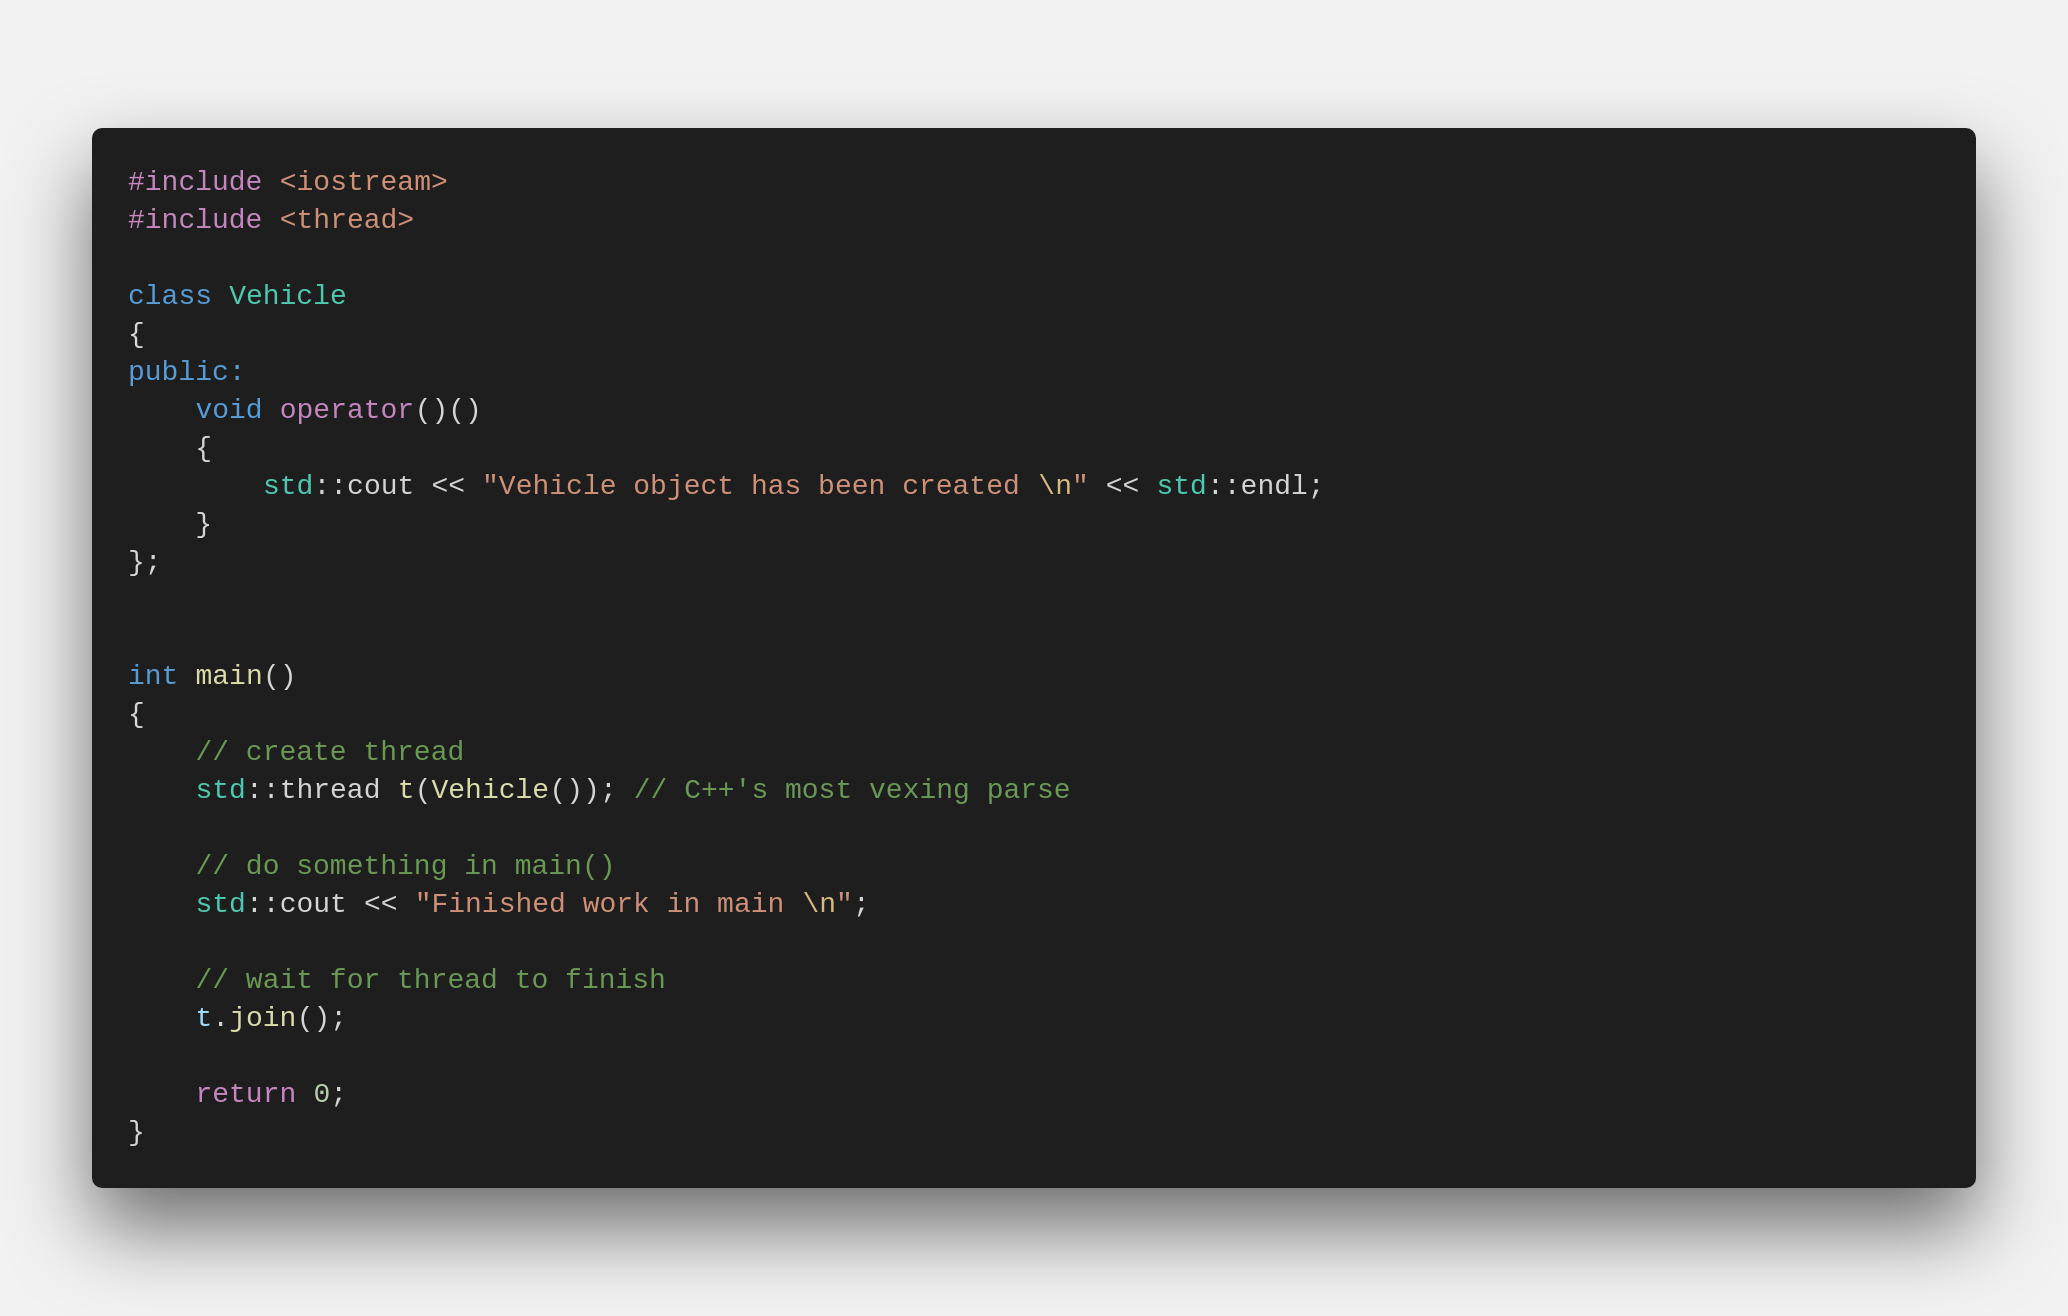 #include <iostream>
#include <thread>
class Vehicle
{
public:
    void operator()()
    {
        std::cout << "Vehicle object has been created \n" << std::endl;
    }
};
int main()
{
    // create thread
    std::thread t(Vehicle()); // C++'s most vexing parse
    // do something in main()
    std::cout << "Finished work in main \n";
    // wait for thread to finish
    t.join();
    return 0;
}